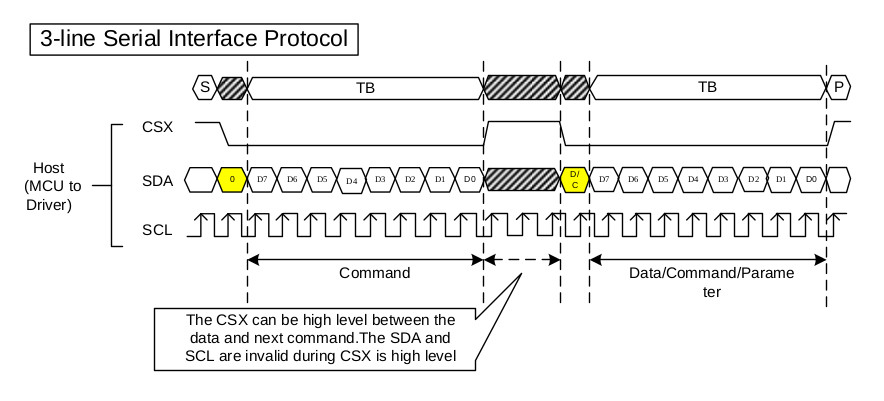 3-line Serial Interface Protocol
S
TB
TB
P
CSX
Host
(MCU to
Driver)
SDA
0 D7 D6 D5 D4 D3 D2 D1 D0
D/
C
D7 D6 D5 D4 D3 D2 D1 D0
SCL
Command
Data/Command/Parame
ter
The CSX can be high level between the
data and next command.The SDA and
SCL are invalid during CSX is high level